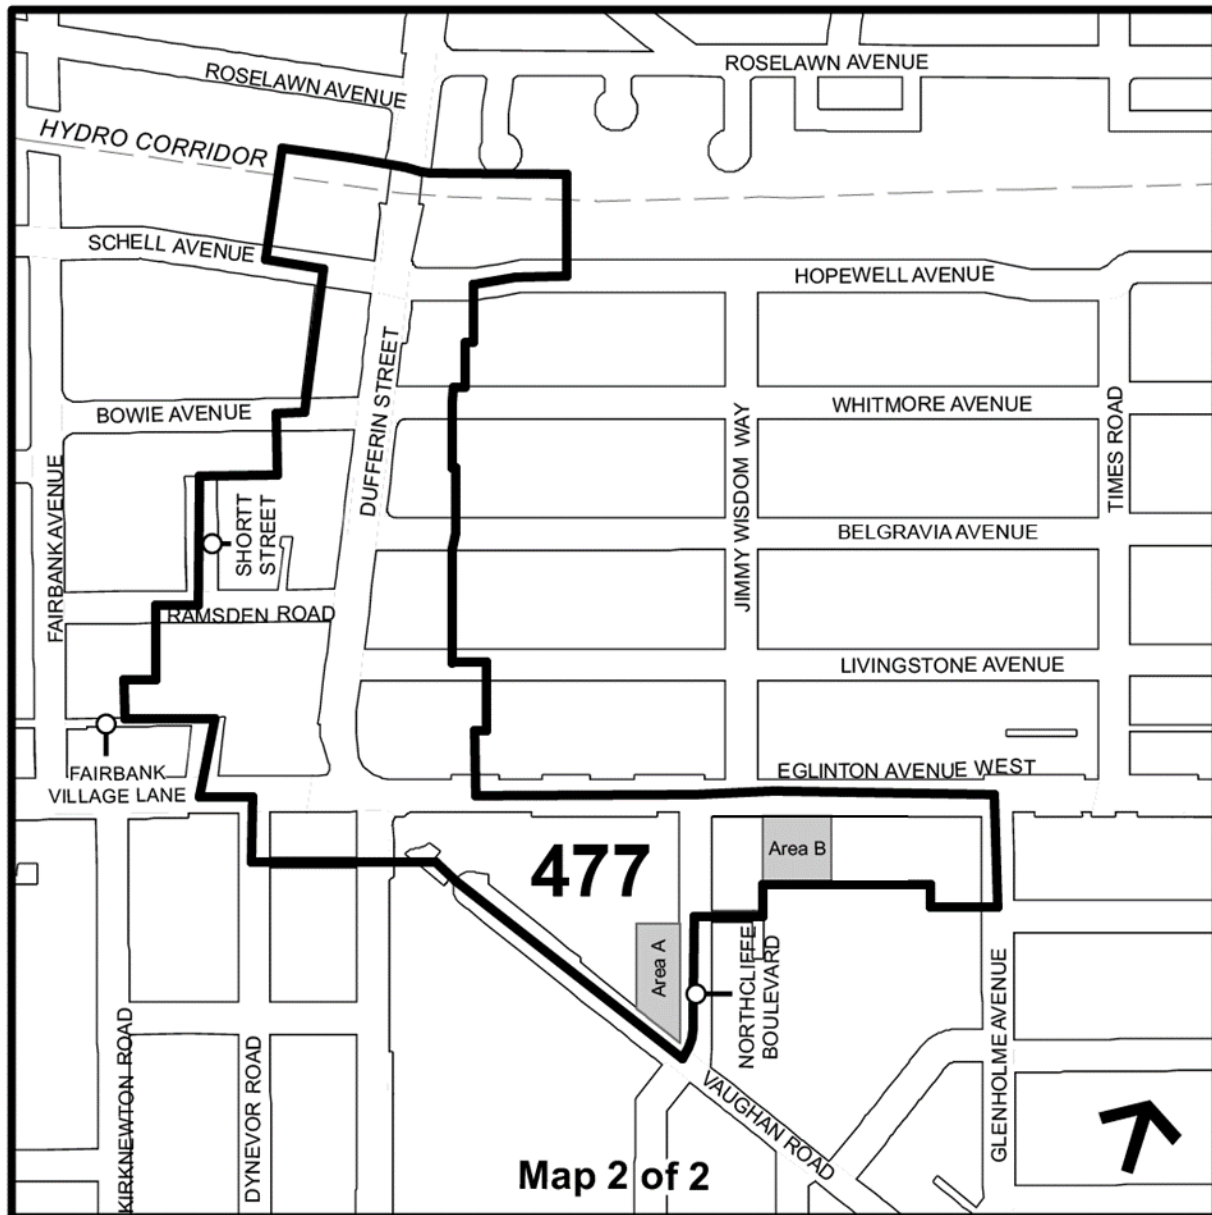 ROSELAWN AVENUE
ROSELAWN AVENUE
HYDRO CORRIDOR
SCHELL AVENUE
HOPEWELL AVENUE
DUFFERIN STREET
BOWIE AVENUE
WHITMORE AVENUE
TIMES ROAD
JIMMY WISDOM WAY
FAIRBANK AVENUE
SHORTT
STREET
BELGRAVIA AVENUE
RAMSDEN ROAD
LIVINGSTONE AVENUE
FAIRBANK
VILLAGE LANE
EGLINTON AVENUE WEST
477
Area B
Area A
NORTHCLIFFE
BOULEVARD
GLENHOLME AVENUE
KIRKNEWTON ROAD
DYNEVOR ROAD
VAUGHAN ROAD
Map 2 of 2